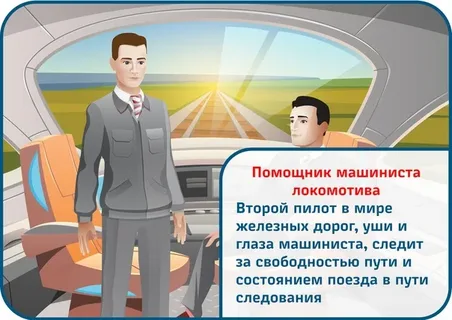 Помощник машиниста
локомотива
Второй пилот в мире
железных дорог, уши и
глаза машиниста, следит
за свободностью пути и
состоянием поезда в пути
следования